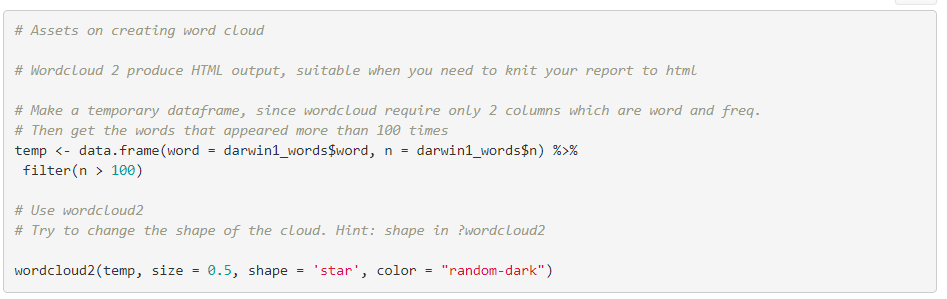 # Assets on creating word cloud
# Wordcloud 2 produce HTML output, suitable when you need to knit your report to html
# Make a temporary dataframe, since wordcloud require only 2 columns which are word and freq.
# Then get the words that appeared more than 100 times
temp <- data.frame(word = darwin1_words$word, n = darwin1_words$n) %>%
 filter(n > 100)
# Use wordcloud2
# Try to change the shape of the cloud. Hint: shape in ?wordcloud2
wordcloud2(temp, size = 0.5, shape = 'star', color = "random-dark")